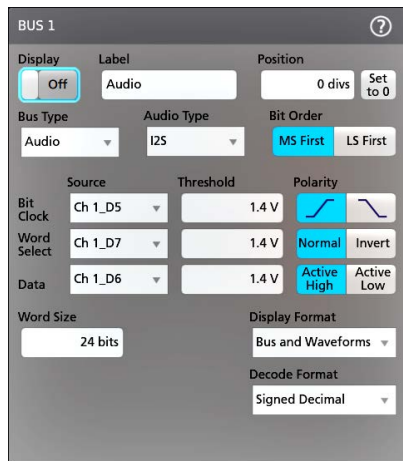 BUS 1
?
Display Label Position
Off Audio 0 divs Set to 0
Bus Type Audio Type Bit Order
Audio I2S MS First LS First
Source Threshold Polarity
Bit Clock Ch 1_D5 1.4 V
Word Select Ch 1_D7 1.4 V Normal Invert
Data Ch 1_D6 1.4 V Active High Active Low
Word Size Display Format
24 bits Bus and Waveforms
Decode Format
Signed Decimal